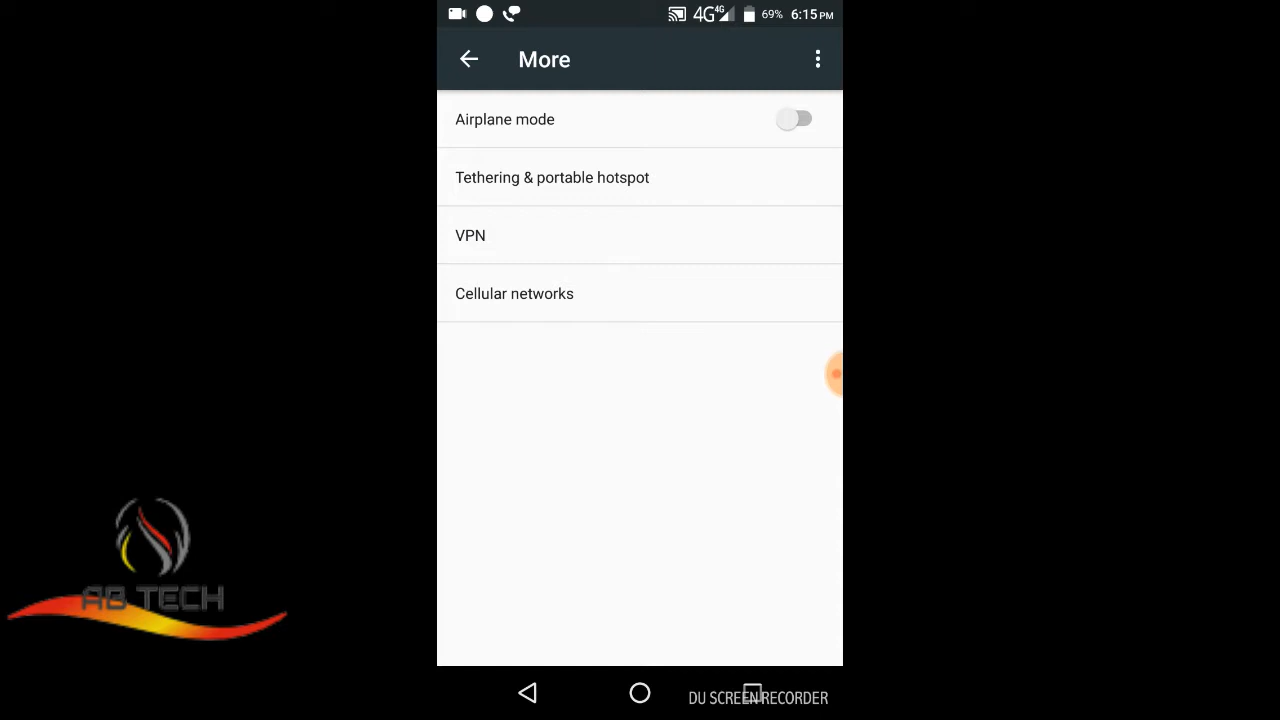 4G 4G 69% 6:15 PM
More
Airplane mode
Tethering & portable hotspot
VPN
Cellular networks
AB TECH
DU SCREEN RECORDER